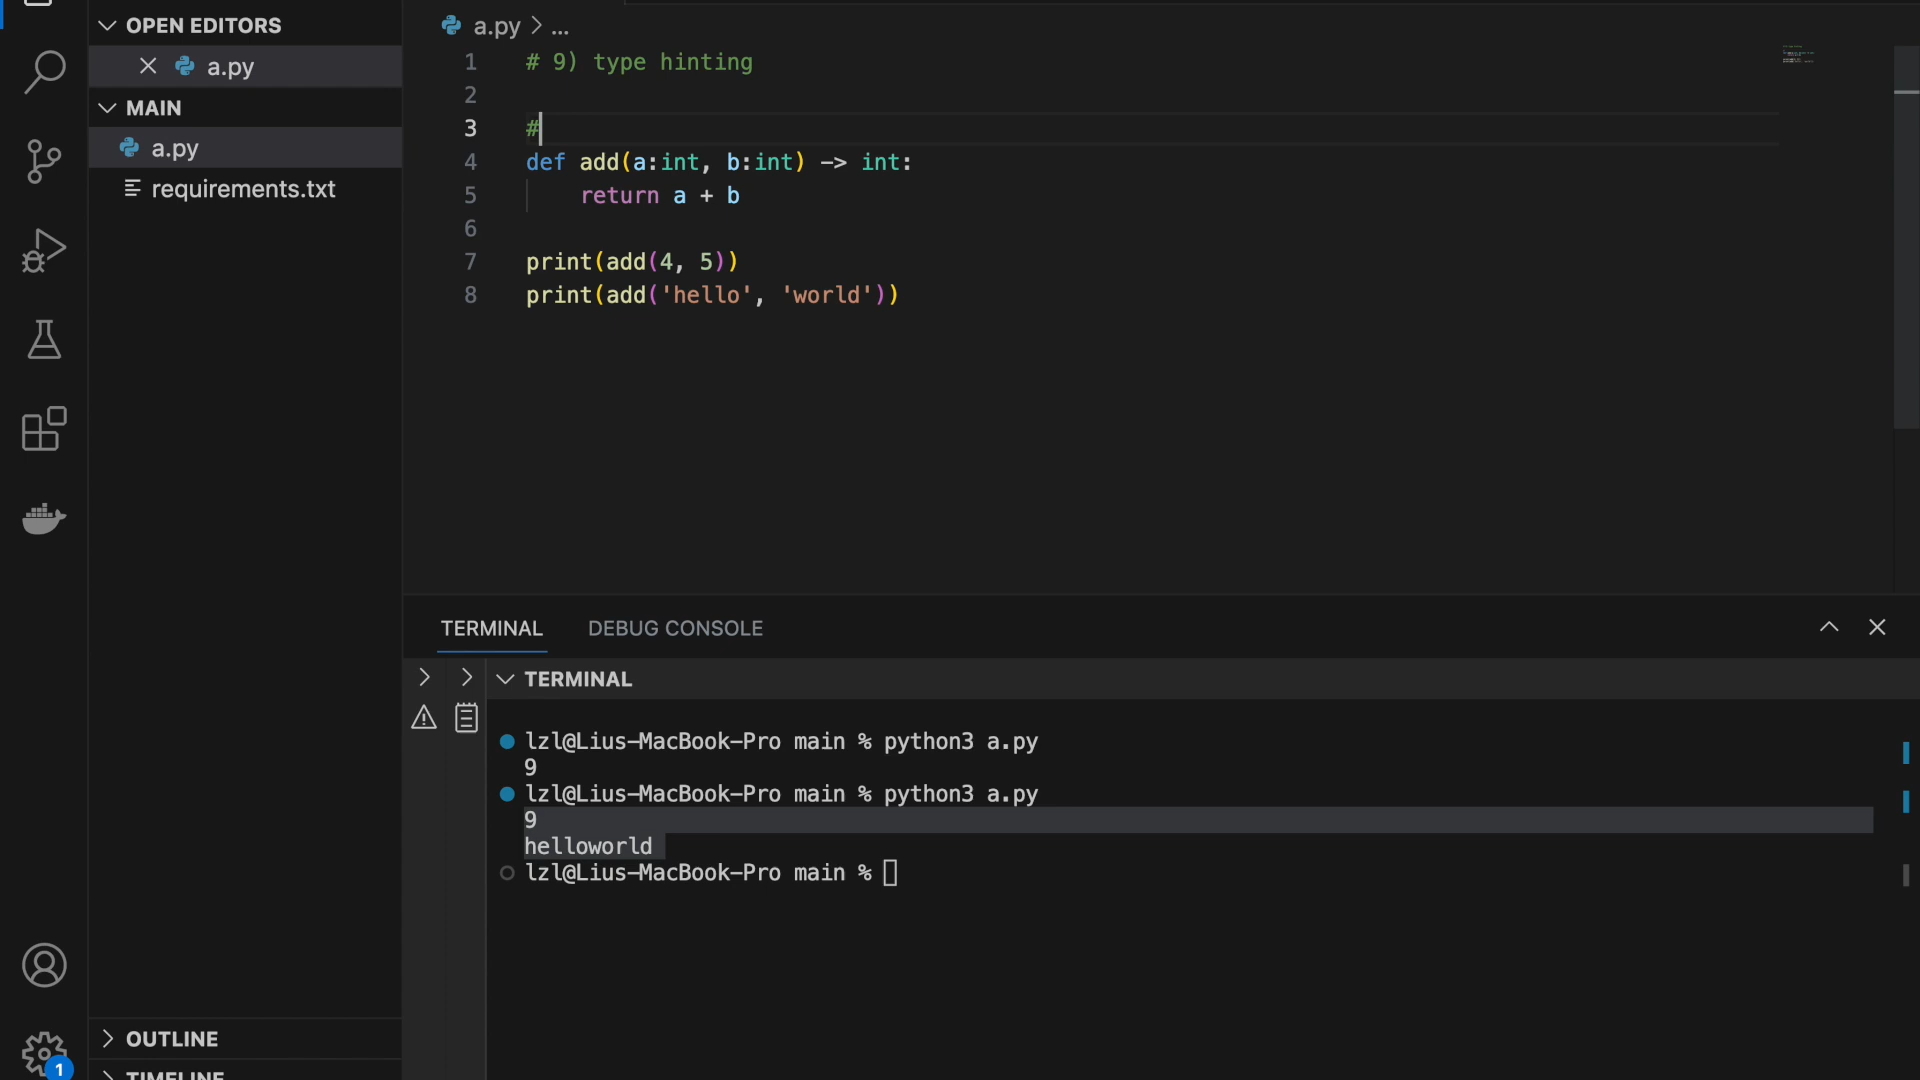 OPEN EDITORS
a.py
MAIN
a.py
requirements.txt
OUTLINE
TIMELINE
1
a.py > ...
1 # 9) type hinting
2
3 #
4 def add(a:int, b:int) -> int:
5 return a + b
6
7 print(add(4, 5))
8 print(add('hello', 'world'))
TERMINAL DEBUG CONSOLE
TERMINAL
lzl@Lius-MacBook-Pro main % python3 a.py
9
lzl@Lius-MacBook-Pro main % python3 a.py
9
helloworld
lzl@Lius-MacBook-Pro main %